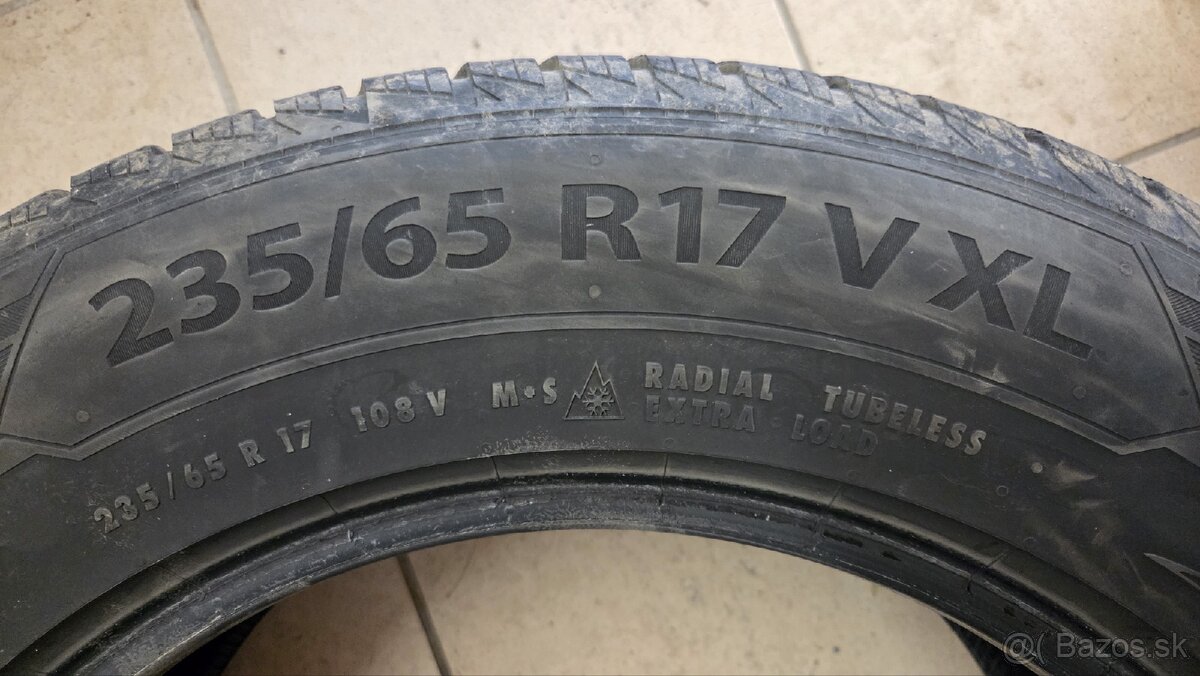 235/65 R17 V XL
235/65 R 17 108 V M+S RADIAL TUBELESS
EXTRA LOAD
Bazos.sk